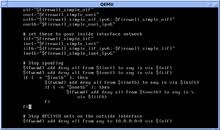 QEMU
oif="$firewall_simple_oif"
onet="$firewall_simple_onet"
oif6="$firewall_simple_oif_ipv6:-$firewall_simple_oif"
onet6="$firewall_simple_onet_ipv6"
# set these to your inside interface network
iif="$firewall_simple_iif"
inet="$firewall_simple_inet"
iif6="$firewall_simple_iif_ipv6:-$firewall_simple_iif"
inet6="$firewall_simple_inet_ipv6"
# Stop spoofing
${fwcmd} add deny all from ${inet} to any in via ${oif}
${fwcmd} add deny all from ${onet} to any in via ${iif}
if [ -n "$inet6" ]; then
${fwcmd} add deny all from ${inet6} to any in via ${oif6}
if [ -n "$onet6" ]; then
${fwcmd} add deny all from ${onet6} to any in \
via ${iif6}
fi
fi
# Stop RFC1918 nets on the outside interface
${fwcmd} add deny all from any to 10.0.0.0/8 via ${oif}